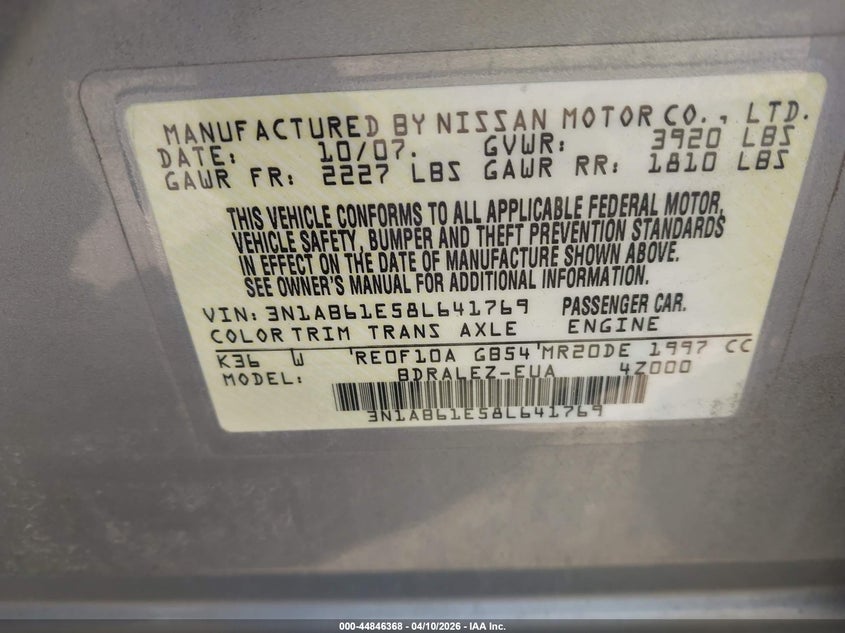 MANUFACTURED BY NISSAN MOTOR CO., LTD.
DATE: 10/07. GVWR: 3920 LBS
GAWR FR: 2227 LBS GAWR RR: 1810 LBS
THIS VEHICLE CONFORMS TO ALL APPLICABLE FEDERAL MOTOR,
VEHICLE SAFETY, BUMPER AND THEFT PREVENTION STANDARDS
IN EFFECT ON THE DATE OF MANUFACTURE SHOWN ABOVE.
SEE OWNER'S MANUAL FOR ADDITIONAL INFORMATION.
VIN: 3N1AB61E58L641769 PASSENGER CAR.
COLOR TRIM TRANS AXLE ENGINE
K36 W RE0F10A GB54 MR20DE 1997 CC
MODEL: BDRALEZ-EUA 4Z000
3N1AB61E58L641769
000-44846368 - 04/10/2026 - IAA Inc.